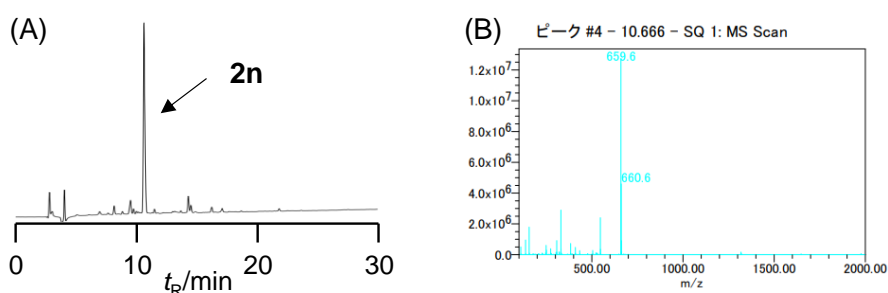 (A)
2n
0
10
20
30
tR/min
(B)
ピーク #4 - 10.666 - SQ 1: MS Scan
1.2x10^7
1.0x10^7
8.0x10^6
6.0x10^6
4.0x10^6
2.0x10^6
0.0
659.6
660.6
500.00
1000.00
1500.00
2000.00
m/z